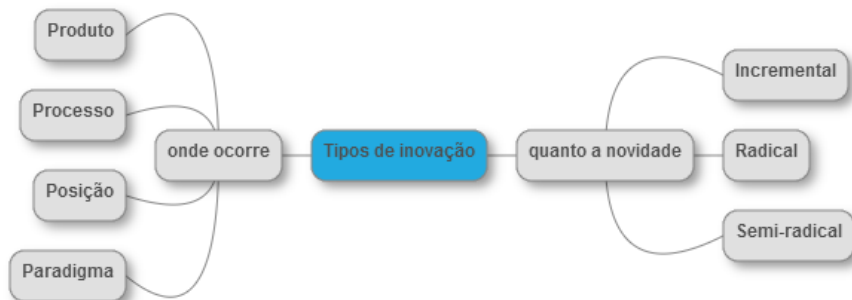 Produto
Processo
Posição
Paradigma
onde ocorre
Tipos de inovação
quanto a novidade
Incremental
Radical
Semi-radical